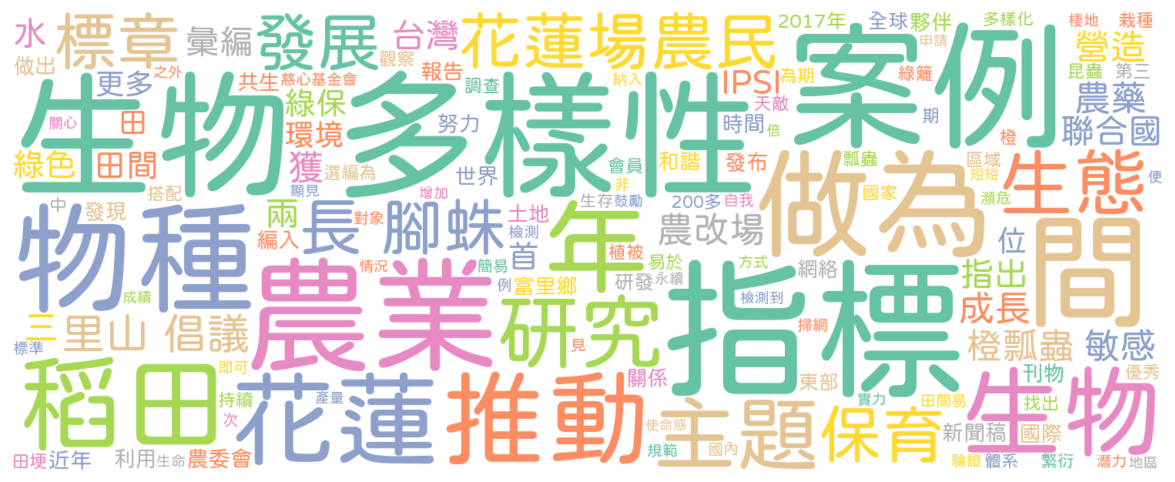 水
標章
彙編
發展
台灣
花蓮場
農民
2017年
全球
夥伴
多樣化
棲地
栽種
做出
更多
之外
共生
慈心基金會
觀察
報告
調查
納入
IPSI
為期
申請
綠籬
案例
營造
昆蟲
第三
農藥
生物多樣性
關心
田
綠保
環境
努力
天敵
時間
倍
期
橙
聯合國
綠色
田間
獲
選編為
會員
和諧
發布
瓢蟲
區域
短短
生態
搭配
顯見
世界
非
國家
瀕危
便
中
發現
兩
對象
增加
生存
鼓勵
200多
自我
做為
物種
編入
長
腳蛛
土地
檢測
首
年
植被
農改場
位
間
成績
農業
情況
簡易
例
富里鄉
易於
研發
永續
方式
網絡
指出
檢測到
成長
三
里山
倡議
標準
研究
見
指標
掃網
橙瓢蟲
敏感
稻田
即可
持續
次
花蓮
產量
推動
關係
東部
實力
刊物
優秀
生物
使命感
主題
田間易
找出
保育
新聞稿
國際
田埂
近年
利用
生命
農委會
規範
國內
驗證
體系
繁衍
潛力
地區